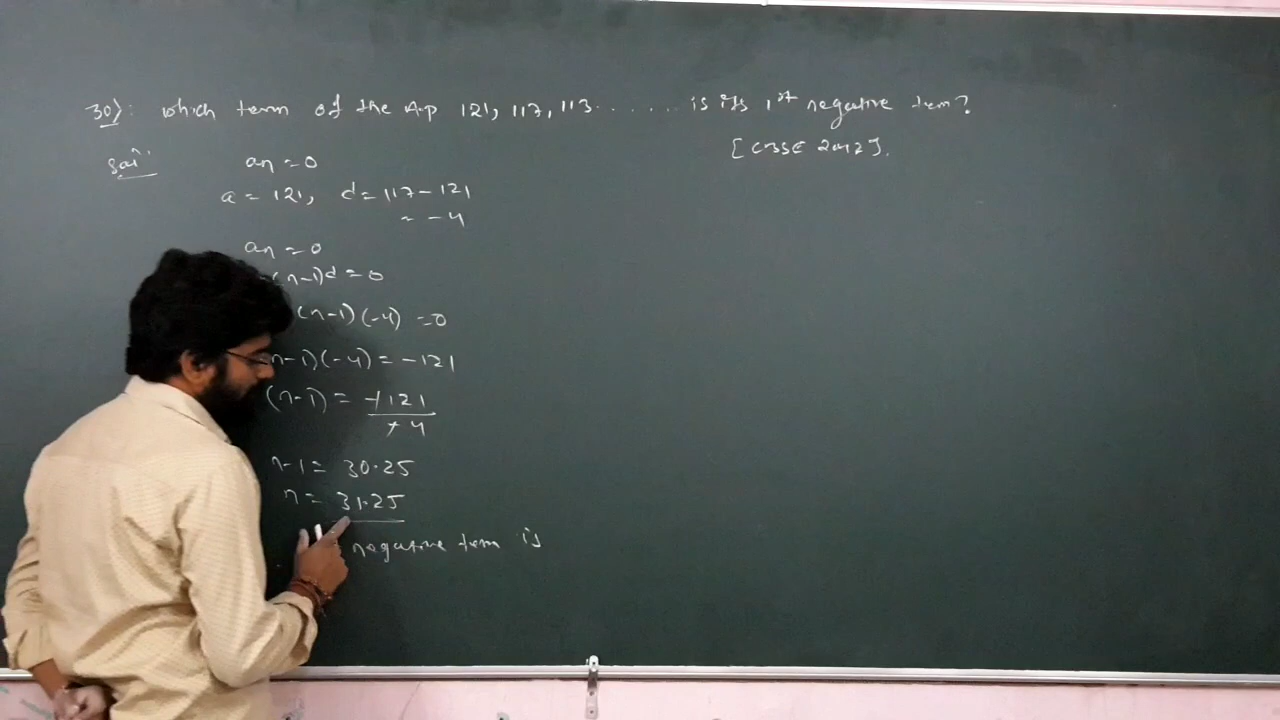 30): which term of the A.p 121, 117, 113....... is its 1st negative term?
[CBSE 2012].
Sol:
an = 0
a = 121, d = 117 - 121
= -4
an = 0
(n-1)d = 0
(n-1)(-4) = 0
n-1)(-4) = -121
(n-1) = -121/-4
n-1 = 30.25
n = 31.25
negative term is